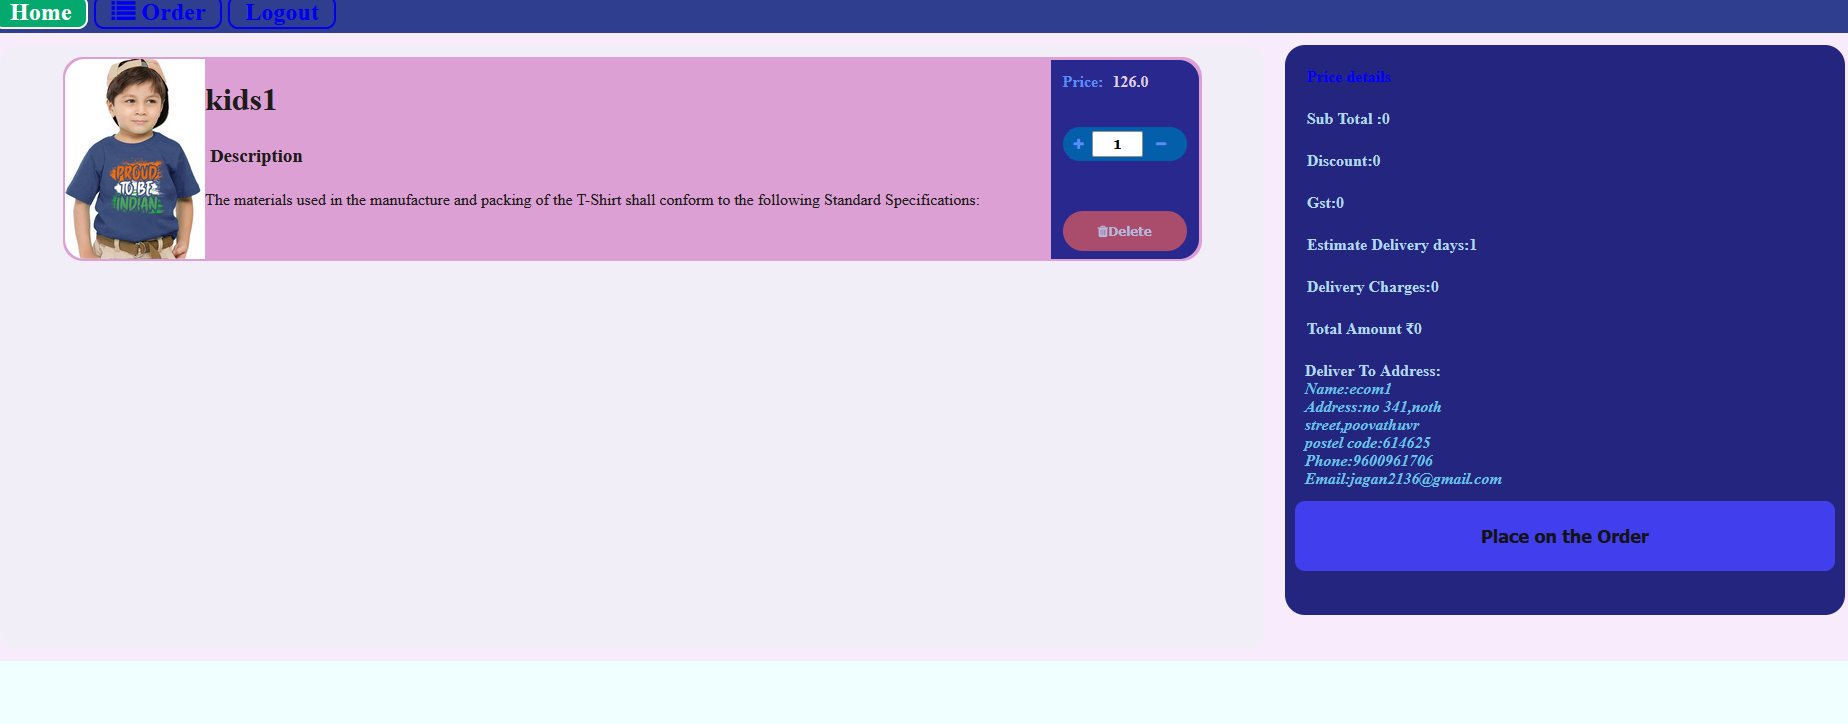 Home Order Logout
kids1
Description
The materials used in the manufacture and packing of the T-Shirt shall conform to the following Standard Specifications:
PROUD
TO BE
INDIAN
Price: 126.0
+ 1 −
Delete
Price details
Sub Total :0
Discount:0
Gst:0
Estimate Delivery days:1
Delivery Charges:0
Total Amount ₹0
Deliver To Address:
Name:ecom1
Address:no 341,noth
street,poovathuvr
postel code:614625
Phone:9600961706
Email:jagan2136@gmail.com
Place on the Order